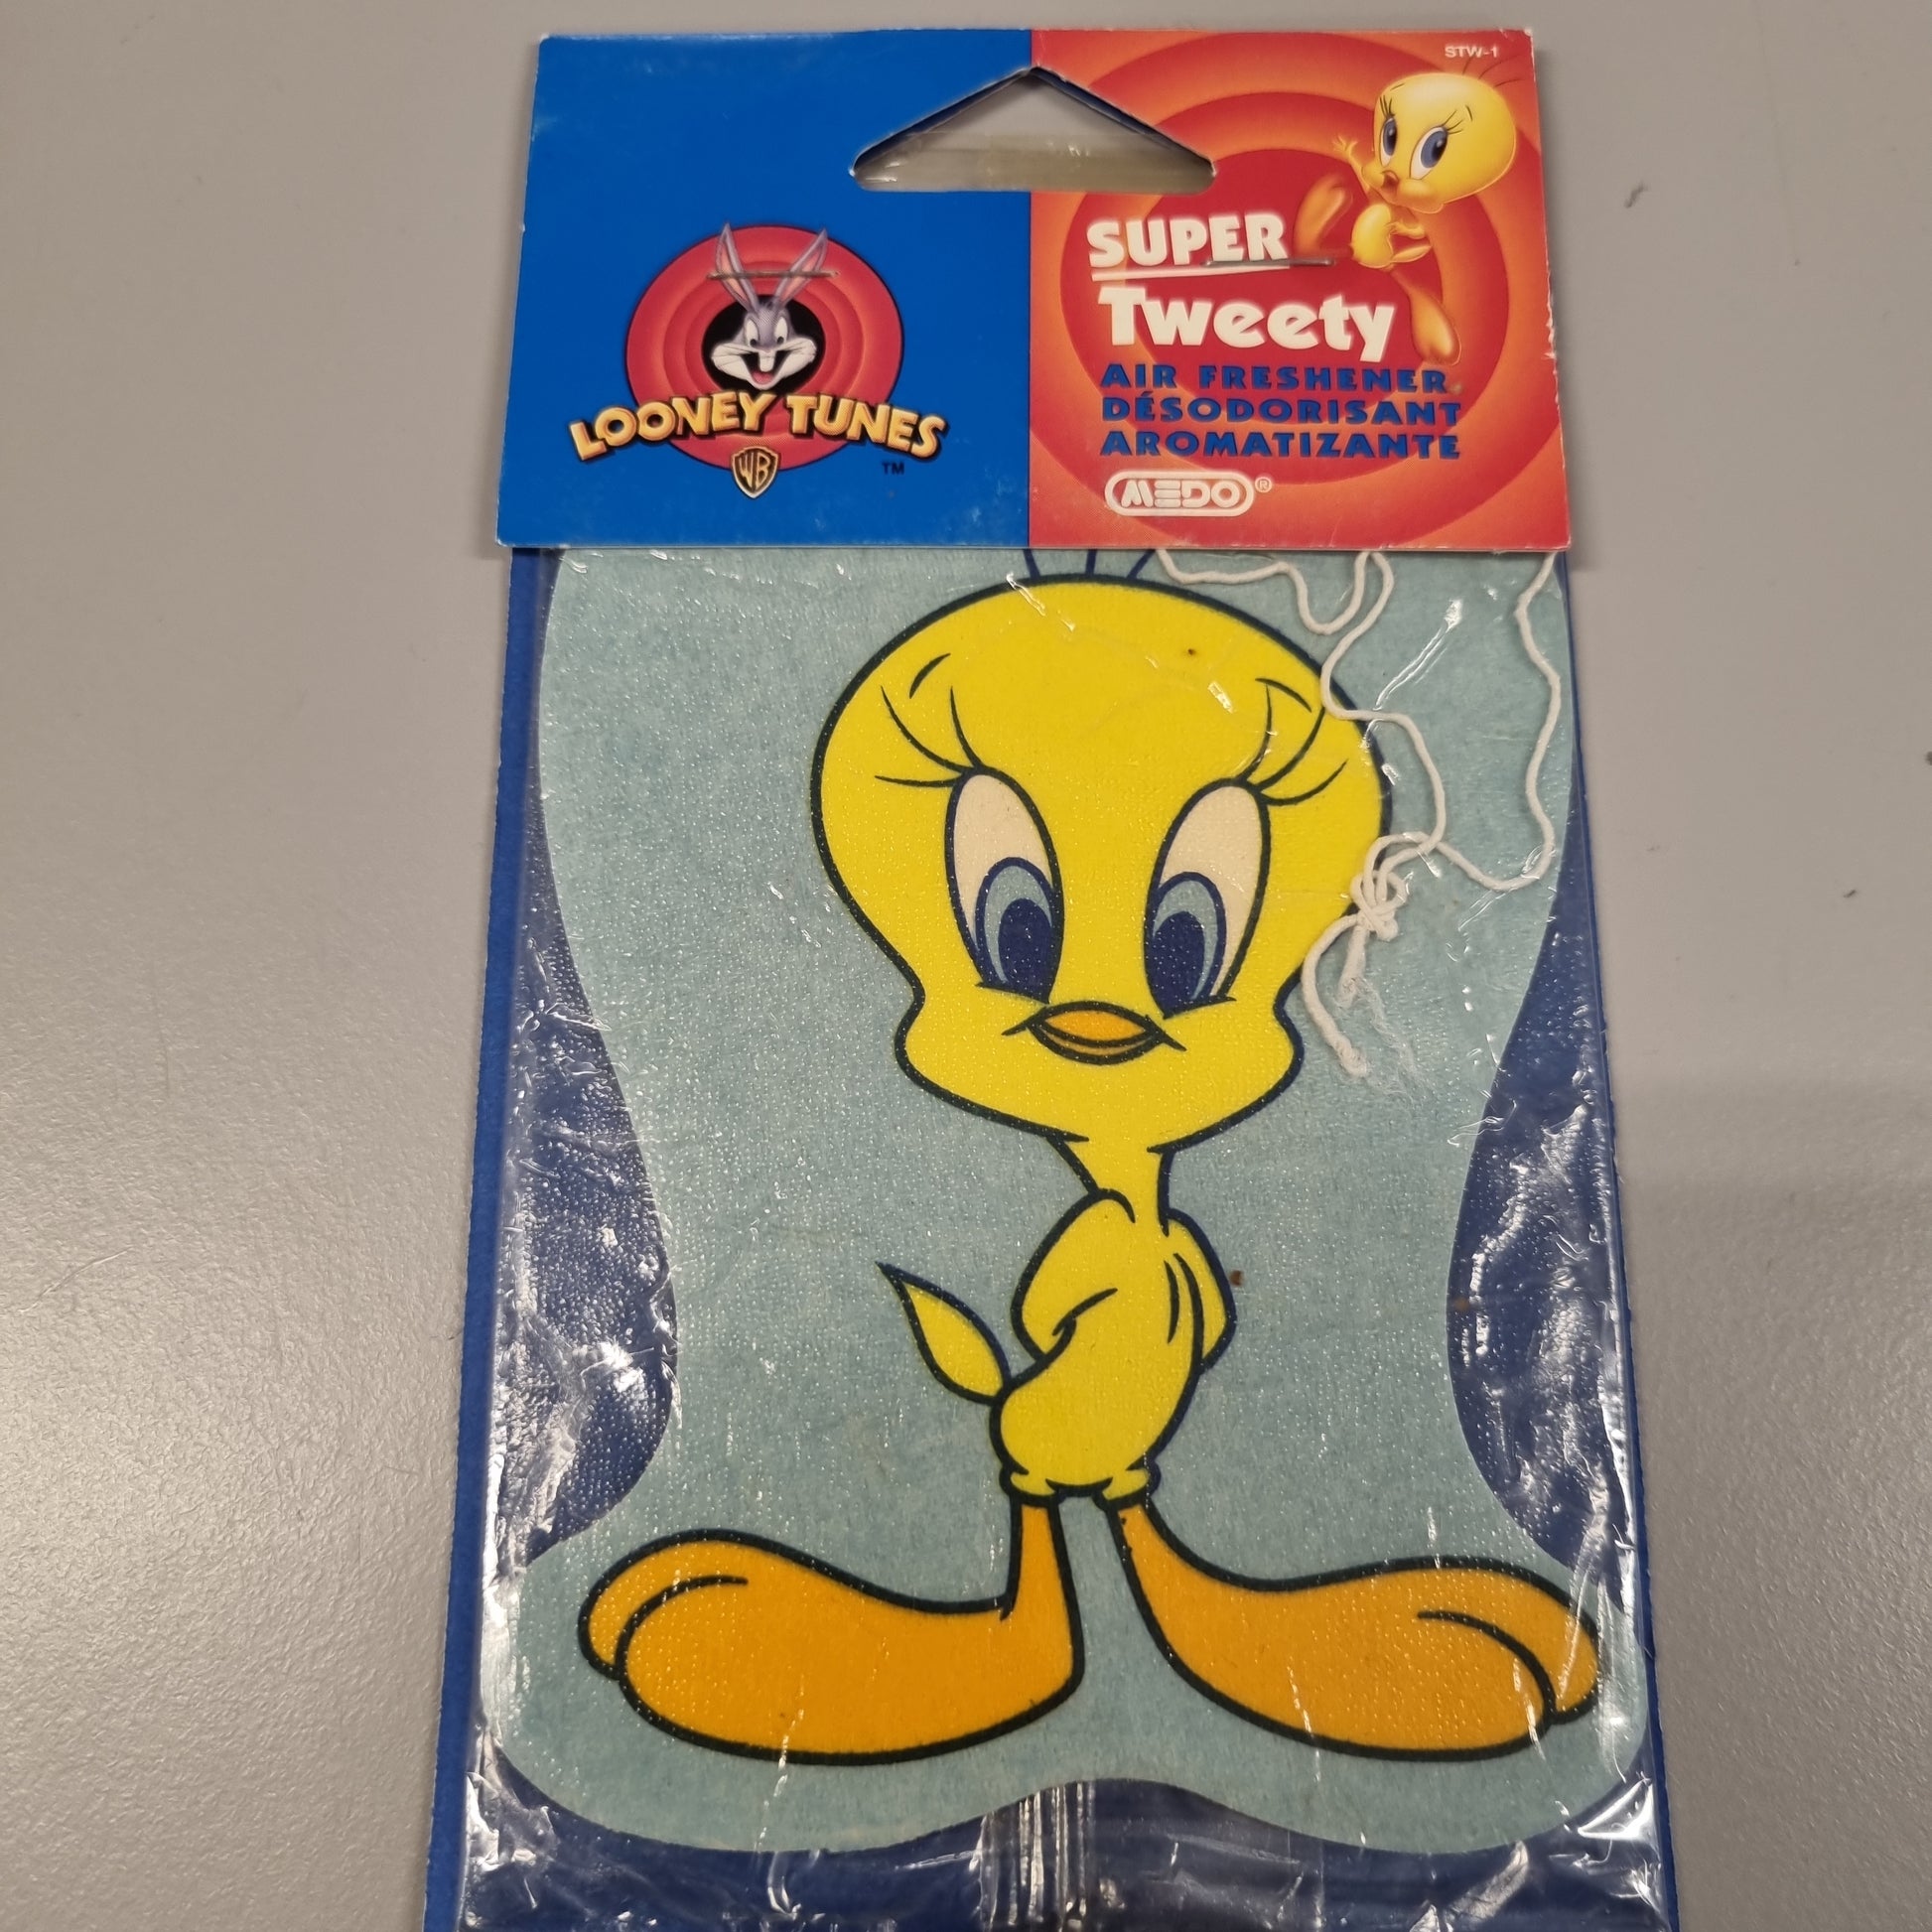 STW-1
LOONEY TUNES
WB
TM
SUPER
Tweety
AIR FRESHENER
DÉSODORISANT
AROMATIZANTE
MEDO®